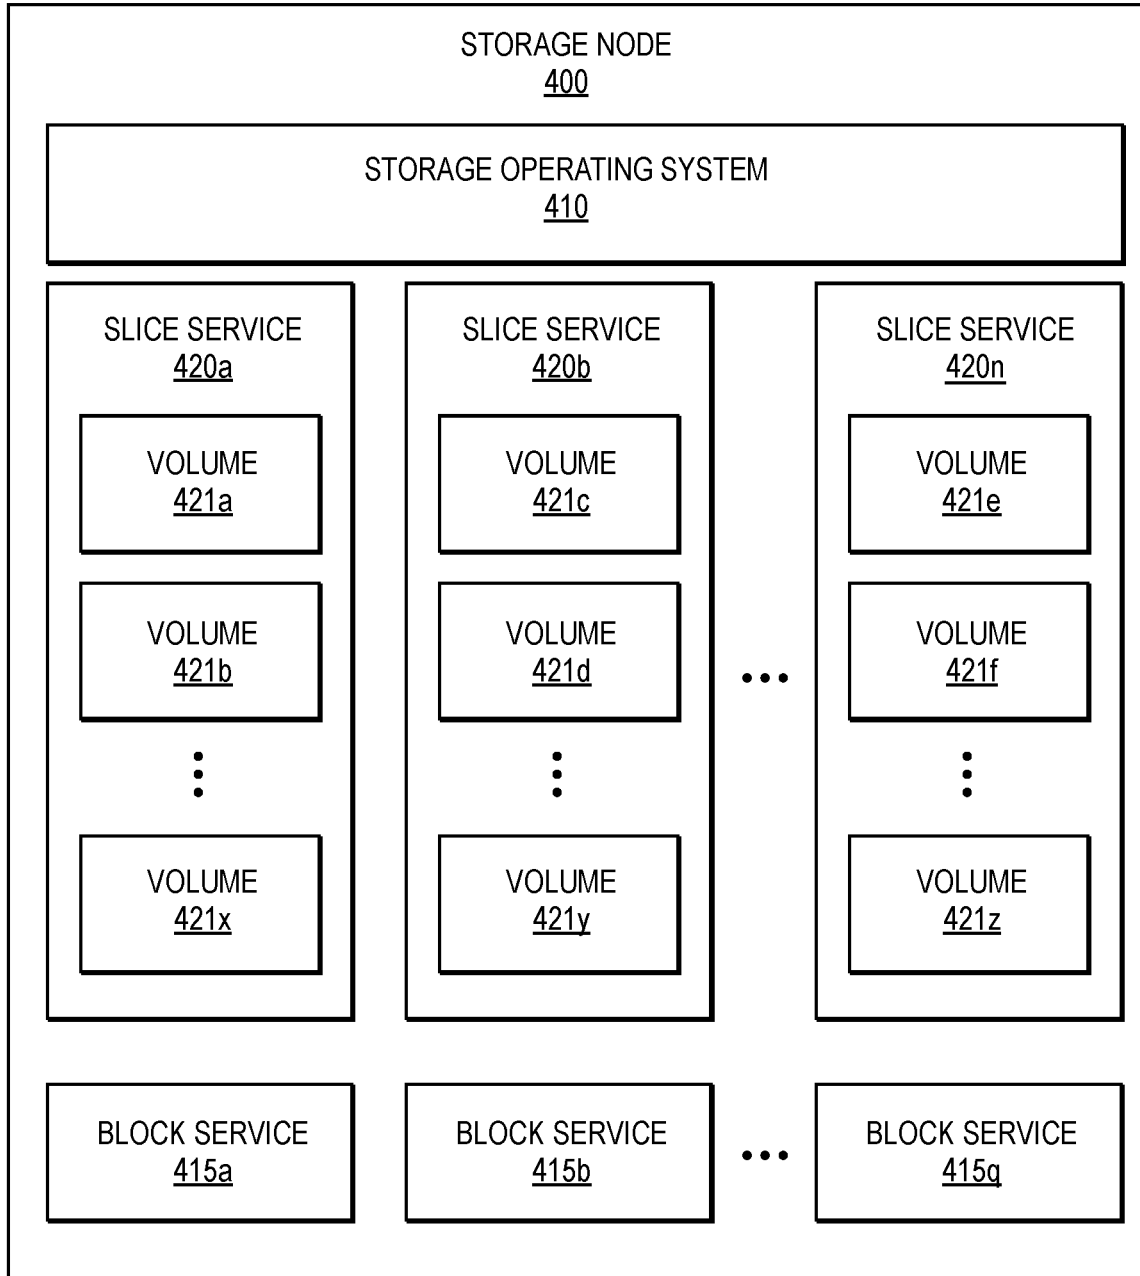 STORAGE NODE
400
STORAGE OPERATING SYSTEM
410
SLICE SERVICE
420a
VOLUME
421a
VOLUME
421b
VOLUME
421x
SLICE SERVICE
420b
VOLUME
421c
VOLUME
421d
VOLUME
421y
SLICE SERVICE
420n
VOLUME
421e
VOLUME
421f
VOLUME
421z
BLOCK SERVICE
415a
BLOCK SERVICE
415b
BLOCK SERVICE
415q